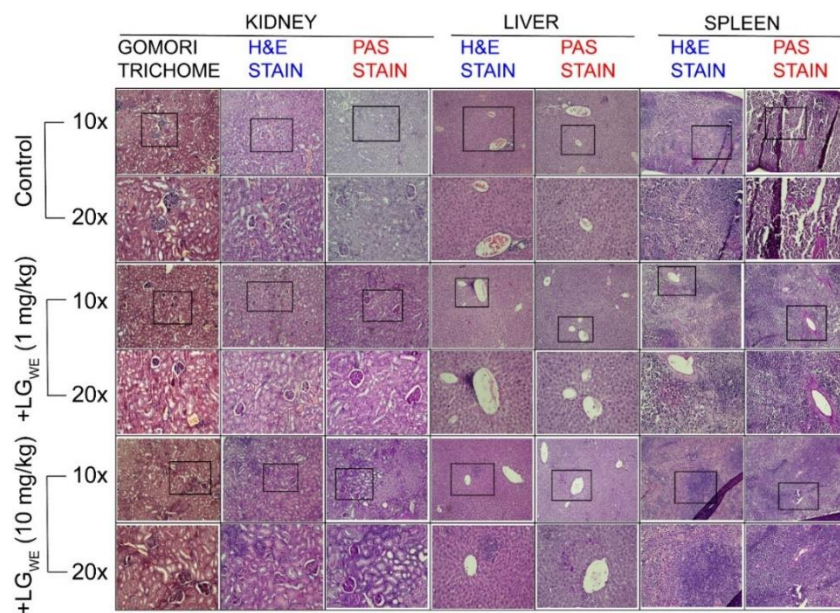 KIDNEY LIVER SPLEEN
GOMORI H&E PAS H&E PAS H&E PAS
TRICHOME STAIN STAIN STAIN STAIN STAIN STAIN
Control
10x
20x
+LGWE (1 mg/kg)
10x
20x
+LGWE (10 mg/kg)
10x
20x